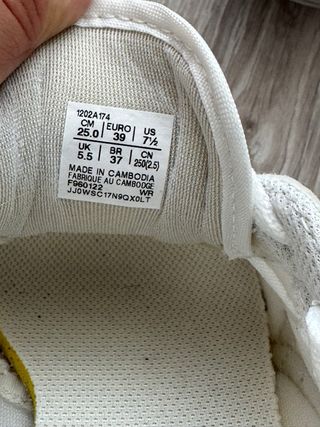 1202A174
CM EURO US
25.0 39 7½
UK BR CN
5.5 37 250(2.5)
MADE IN CAMBODIA
FABRIQUE AU CAMBODGE
F960122 WR
JJ0WSC17N9QX0LT